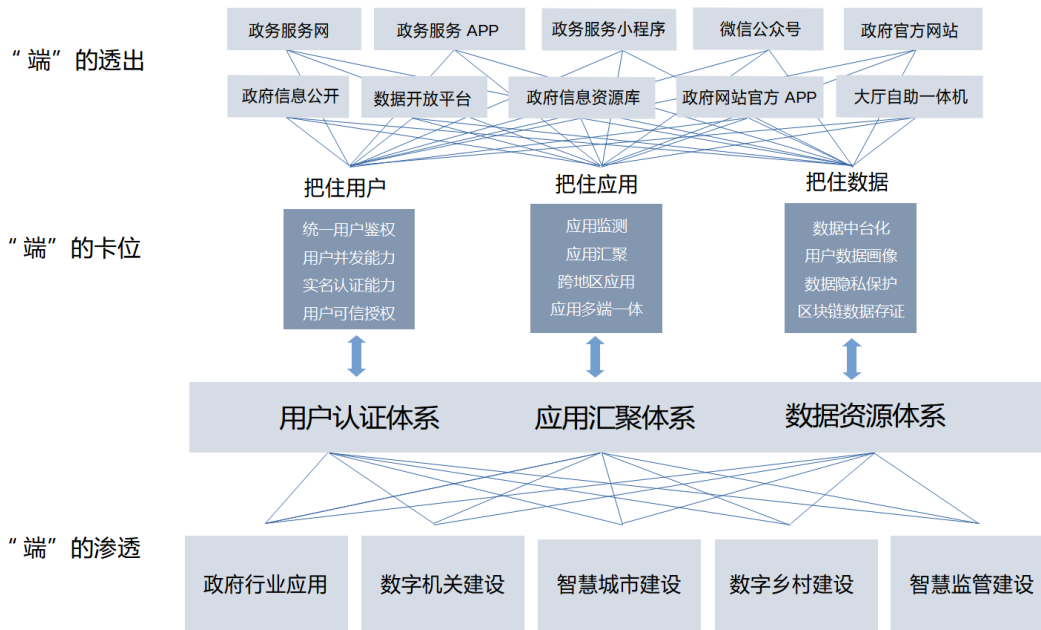 “端”的透出
政务服务网
政务服务 APP
政务服务小程序
微信公众号
政府官方网站
政府信息公开
数据开放平台
政府信息资源库
政府网站官方 APP
大厅自助一体机
“端”的卡位
把住用户
统一用户鉴权
用户并发能力
实名认证能力
用户可信授权
把住应用
应用监测
应用汇聚
跨地区应用
应用多端一体
把住数据
数据中台化
用户数据画像
数据隐私保护
区块链数据存证
用户认证体系
应用汇聚体系
数据资源体系
“端”的渗透
政府行业应用
数字机关建设
智慧城市建设
数字乡村建设
智慧监管建设